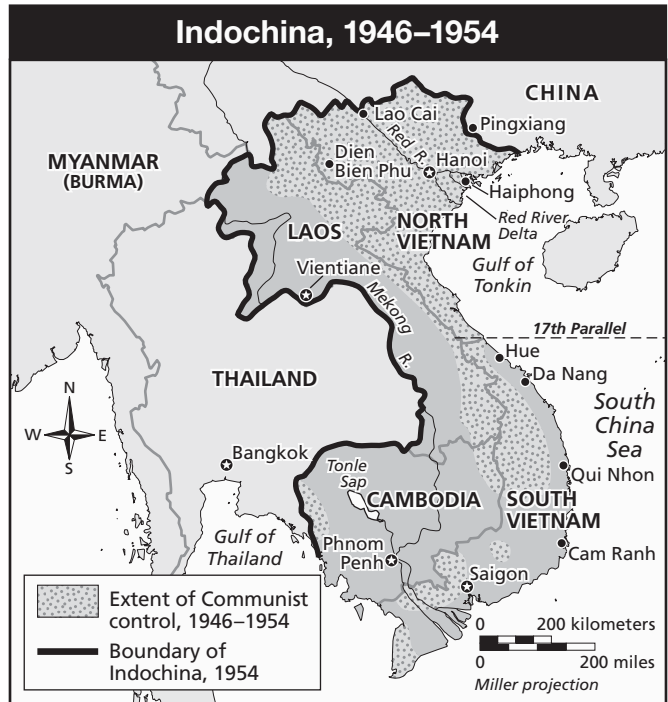 Indochina, 1946–1954
CHINA
Lao Cai
Pingxiang
Red R.
MYANMAR
(BURMA)
Dien
Bien Phu
Hanoi
Haiphong
Red River
Delta
LAOS
NORTH
VIETNAM
Gulf of
Tonkin
Vientiane
Mekong
R.
17th Parallel
Hue
Da Nang
THAILAND
N
W
E
S
South
China
Sea
Bangkok
Tonle
Sap
Qui Nhon
CAMBODIA
SOUTH
VIETNAM
Gulf of
Thailand
Phnom
Penh
Cam Ranh
Saigon
Extent of Communist
control, 1946–1954
Boundary of
Indochina, 1954
0 200 kilometers
0 200 miles
Miller projection